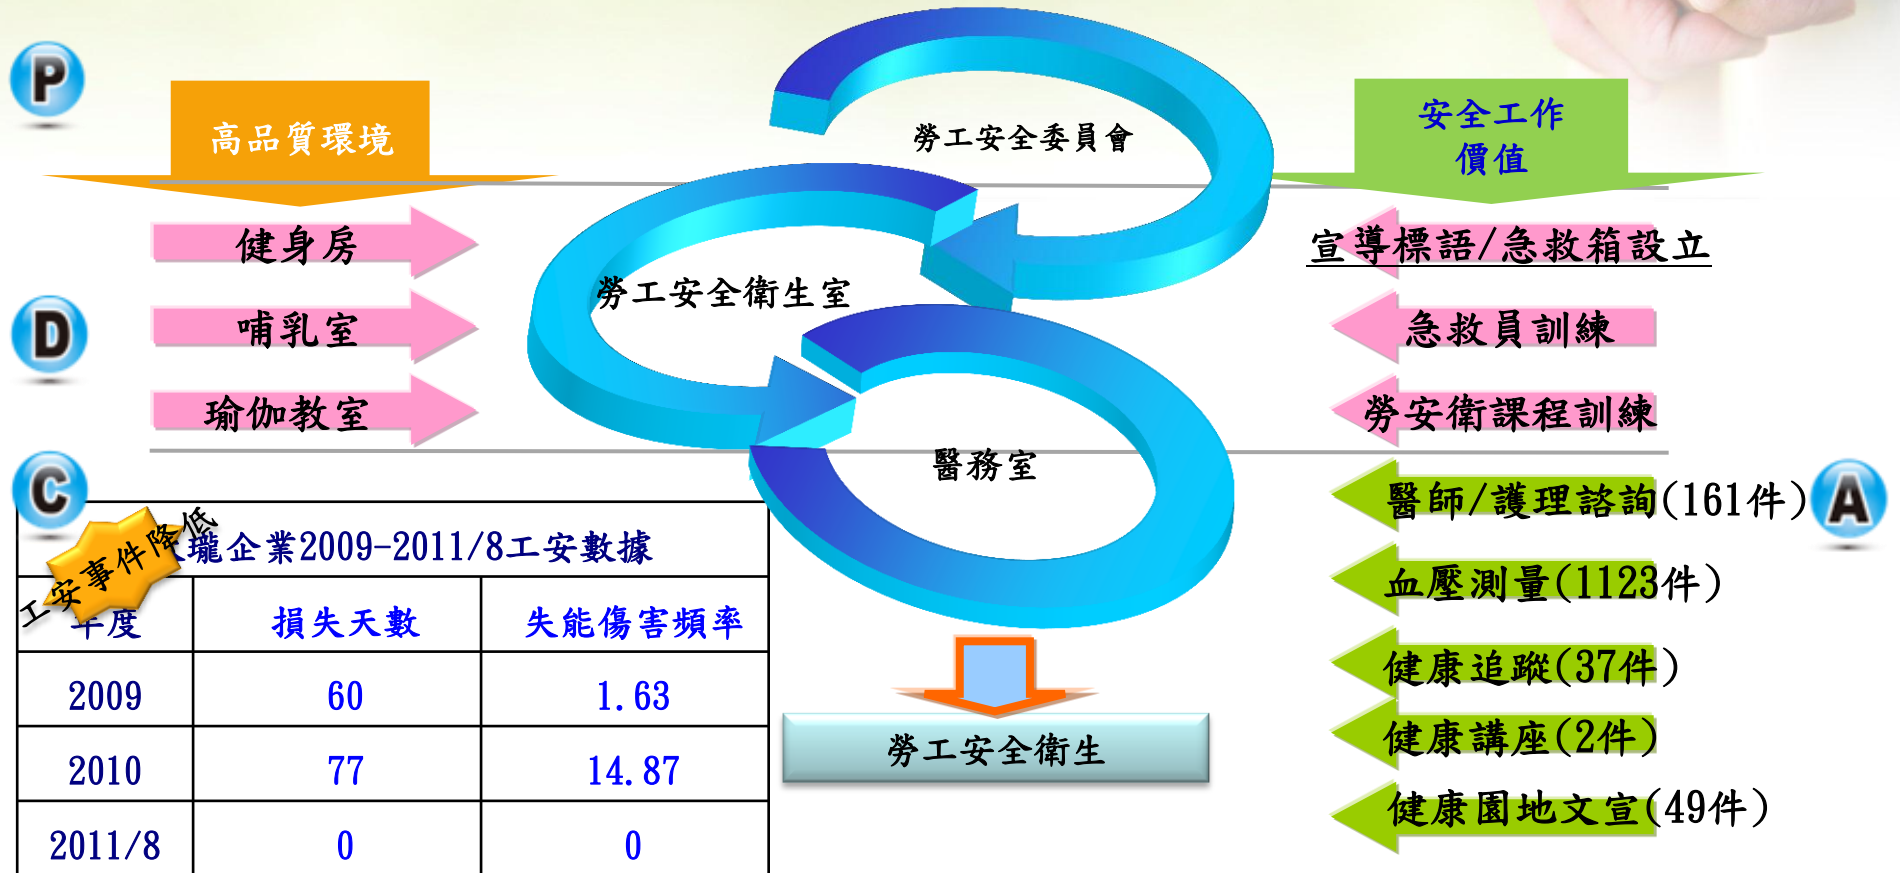 P
高品質環境
勞工安全委員會
安全工作
價值
健身房
宣導標語/急救箱設立
D
勞工安全衛生室
哺乳室
急救員訓練
瑜伽教室
勞安衛課程訓練
C
醫務室
醫師/護理諮詢(161件)
A
工安事件降低
瓏企業2009-2011/8工安數據
血壓測量(1123件)
年度 損失天數 失能傷害頻率
健康追蹤(37件)
2009 60 1.63
健康講座(2件)
勞工安全衛生
2010 77 14.87
健康園地文宣(49件)
2011/8 0 0